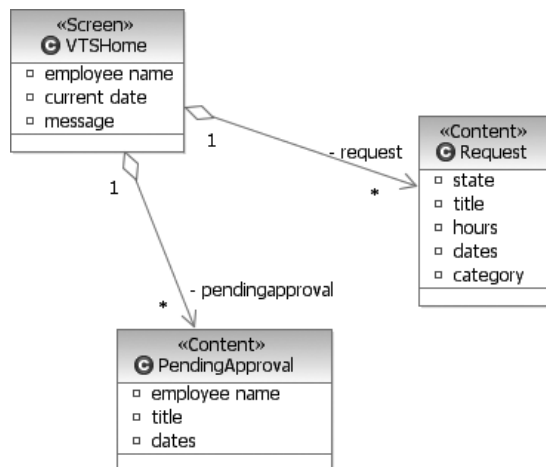 «Screen»
C VTSHome
employee name
current date
message
1
1
- request
*
«Content»
C Request
state
title
hours
dates
category
- pendingapproval
*
«Content»
C PendingApproval
employee name
title
dates